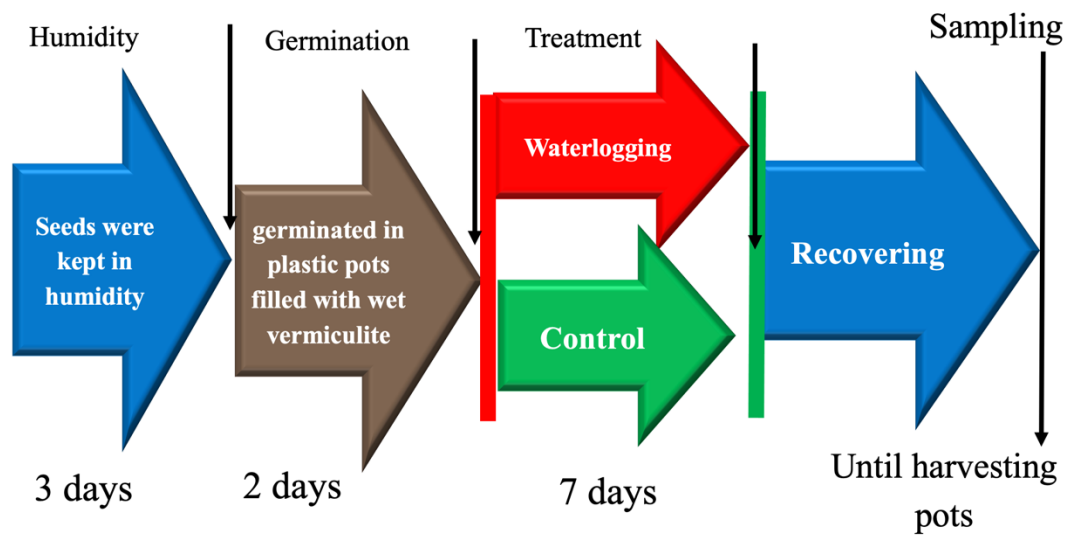 Humidity
Germination
Treatment
Sampling
Seeds were
kept in
humidity
germinated in
plastic pots
filled with wet
vermiculite
Waterlogging
Control
Recovering
3 days
2 days
7 days
Until harvesting
pots